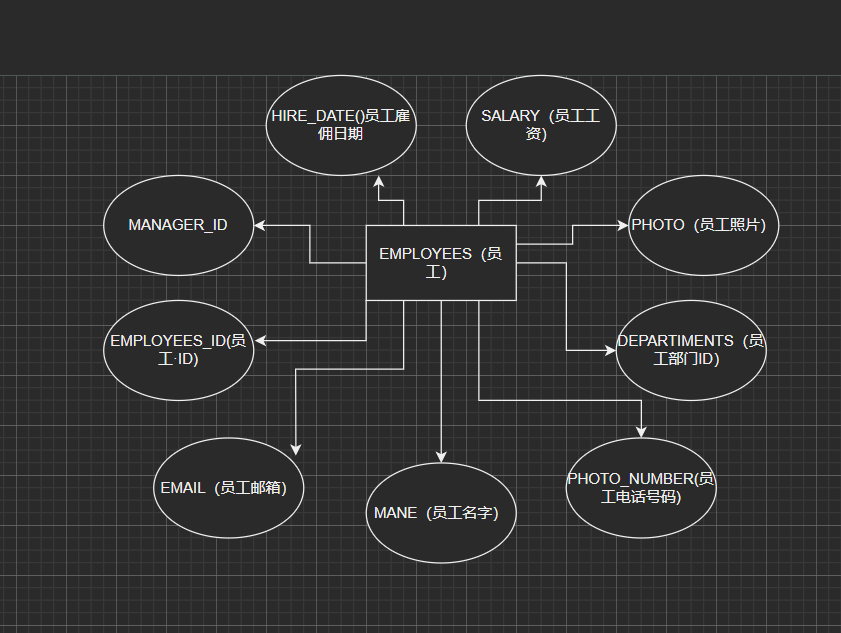 HIRE_DATE()员工雇
佣日期
SALARY（员工工
资）
MANAGER_ID
PHOTO（员工照片）
EMPLOYEES（员
工）
EMPLOYEES_ID(员
工·ID)
DEPARTIMENTS（员
工部门ID）
EMAIL（员工邮箱）
MANE（员工名字）
PHOTO_NUMBER(员
工电话号码)